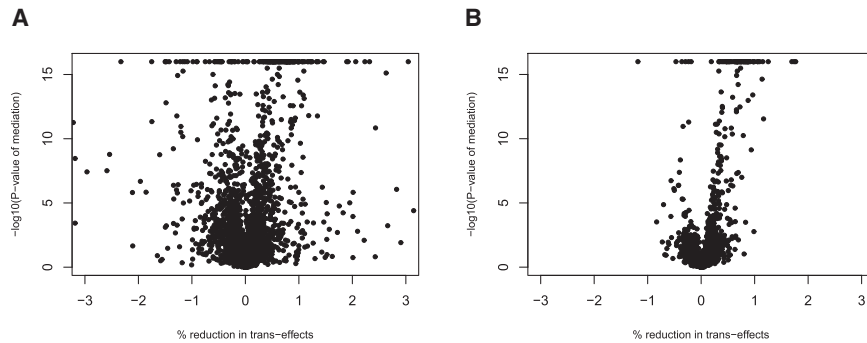 A
−log10(P−value of mediation)
15
10
5
0
−3 −2 −1 0 1 2 3
% reduction in trans−effects
B
−log10(P−value of mediation)
15
10
5
0
−3 −2 −1 0 1 2 3
% reduction in trans−effects